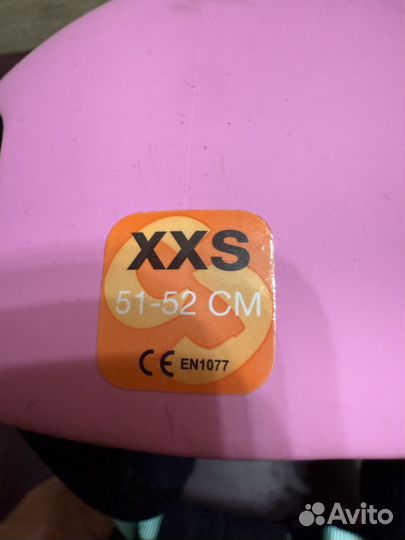 XXS
51-52 CM
CE EN1077
Avito